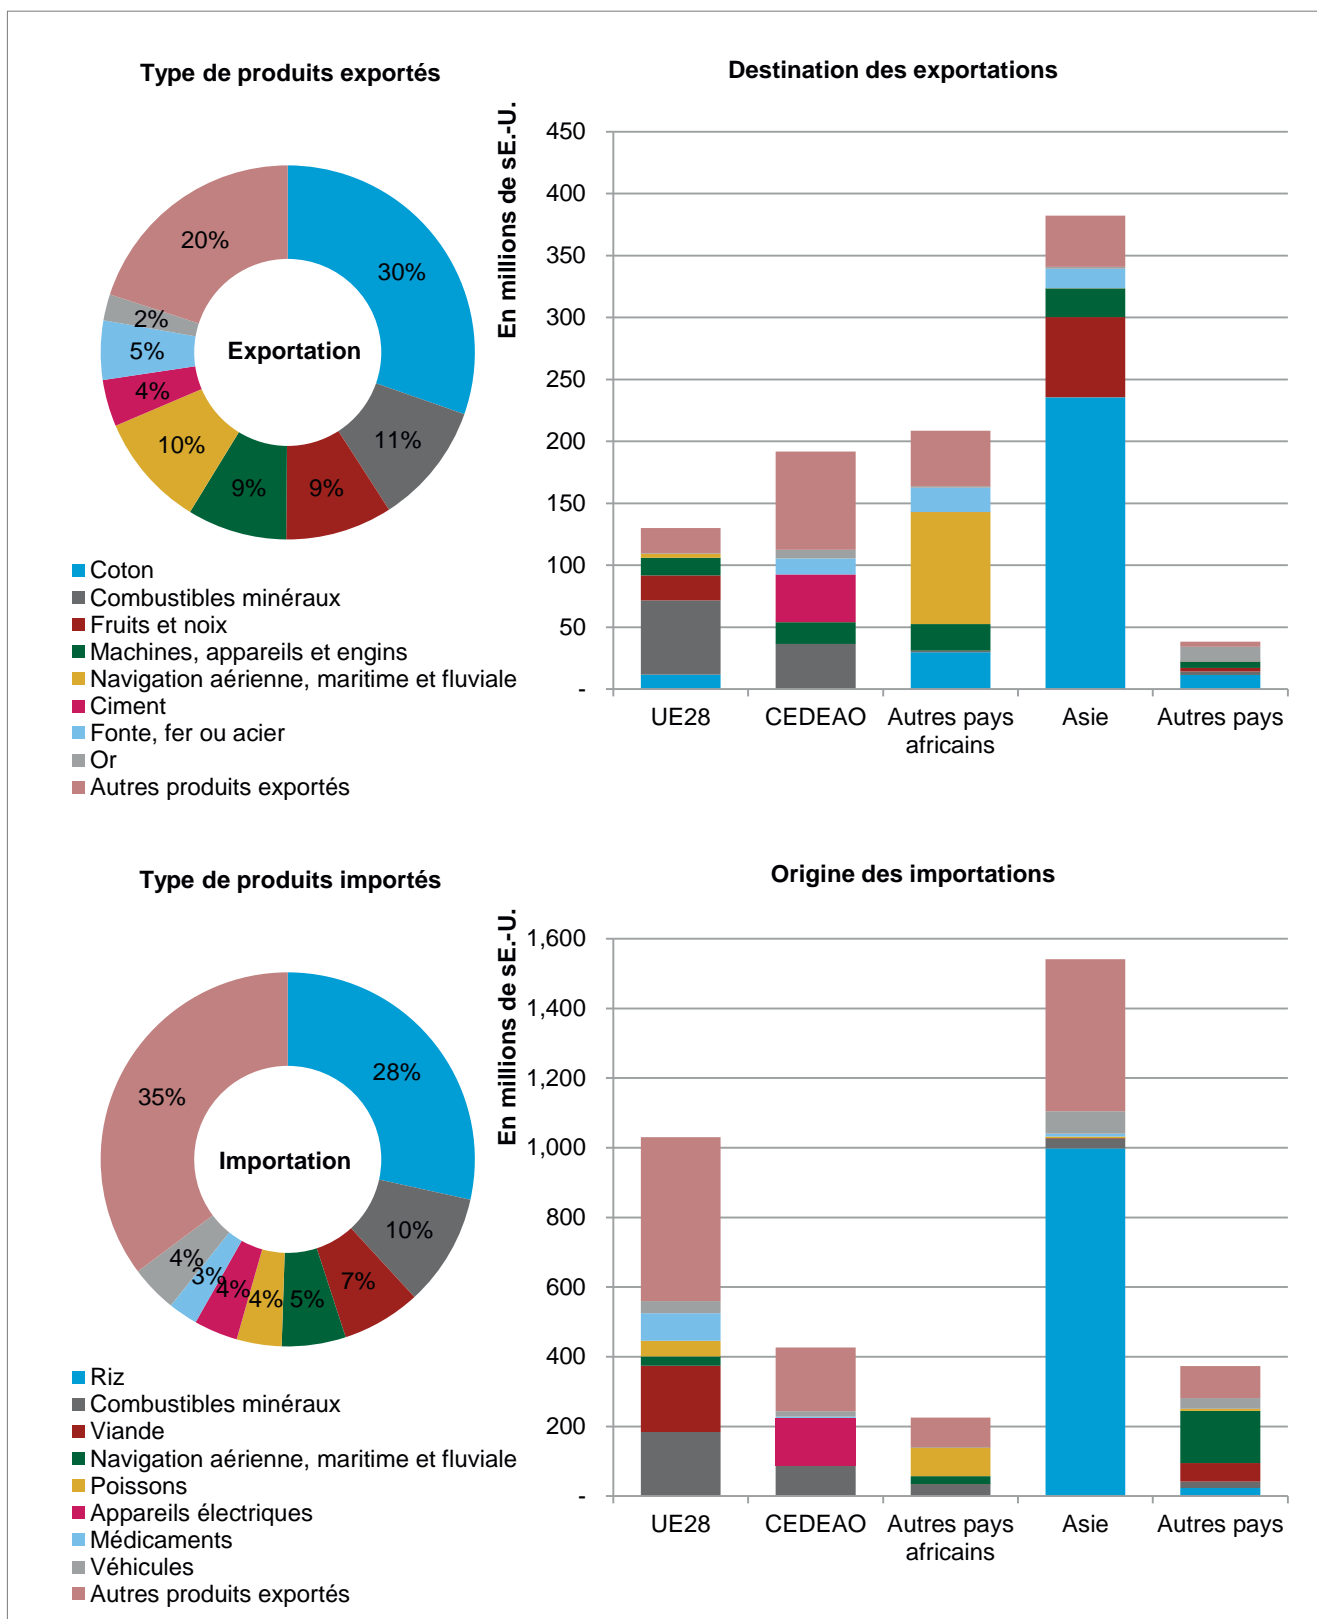 Type de produits exportés
20%
30%
2%
5%
Exportation
4%
11%
10%
9%
9%
Coton
Combustibles minéraux
Fruits et noix
Machines, appareils et engins
Navigation aérienne, maritime et fluviale
Ciment
Fonte, fer ou acier
Or
Autres produits exportés
Destination des exportations
En millions de sE.-U.
450
400
350
300
250
200
150
100
50
-
UE28
CEDEAO
Autres pays
africains
Asie
Autres pays
Type de produits importés
28%
35%
Importation
10%
4%
3%
4%
4%
5%
7%
Riz
Combustibles minéraux
Viande
Navigation aérienne, maritime et fluviale
Poissons
Appareils électriques
Médicaments
Véhicules
Autres produits exportés
Origine des importations
En millions de sE.-U.
1,600
1,400
1,200
1,000
800
600
400
200
-
UE28
CEDEAO
Autres pays
africains
Asie
Autres pays